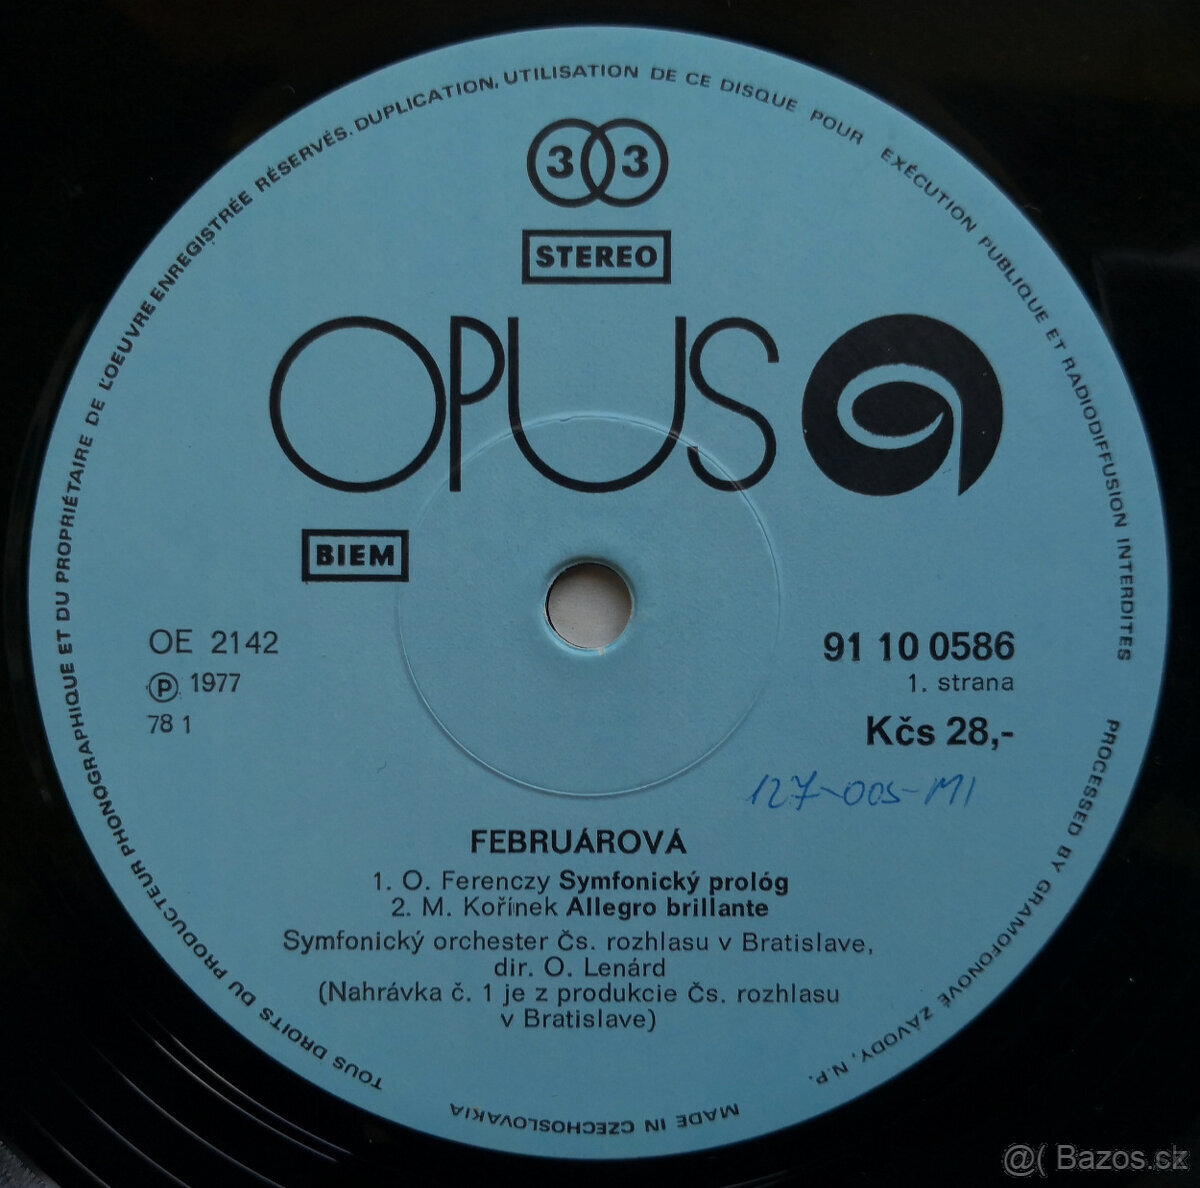 TOUS DROITS DU PRODUCTEUR PHONOGRAPHIQUE ET DU PROPRIÉTAIRE DE L'OEUVRE ENREGISTRÉE RÉSERVÉS. DUPLICATION, UTILISATION DE CE DISQUE POUR EXÉCUTION PUBLIQUE ET RADIODIFFUSION INTERDITES
33
STEREO
OPUS
BIEM
OE 2142
Ⓟ 1977
78 1
91 10 0586
1. strana
Kčs 28,-
127-005-M1
FEBRUÁROVÁ
1. O. Ferenczy Symfonický prológ
2. M. Kořínek Allegro brillante
Symfonický orchester Čs. rozhlasu v Bratislave,
dir. O. Lenárd
(Nahrávka č. 1 je z produkcie Čs. rozhlasu
v Bratislave)
PROCESSED BY GRAMOFONOVÉ ZÁVODY, N.P.
MADE IN CZECHOSLOVAKIA
@( Bazos.sk